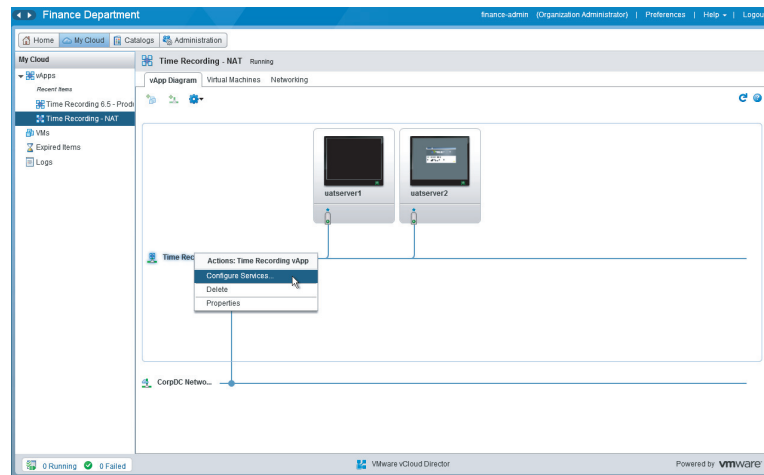 Finance Department
finance-admin (Organization Administrator) | Preferences | Help | Logou
Home My Cloud Catalogs Administration
My Cloud
Time Recording - NAT Running
vApps
vApp Diagram Virtual Machines Networking
Recent Items
Time Recording 6.5 - Produ
Time Recording - NAT
VMs
Expired Items
Logs
uatserver1 uatserver2
Time Rec
Actions: Time Recording vApp
Configure Services...
Delete
Properties
CorpDC Netwo...
0 Running 0 Failed
VMware vCloud Director
Powered by vmware